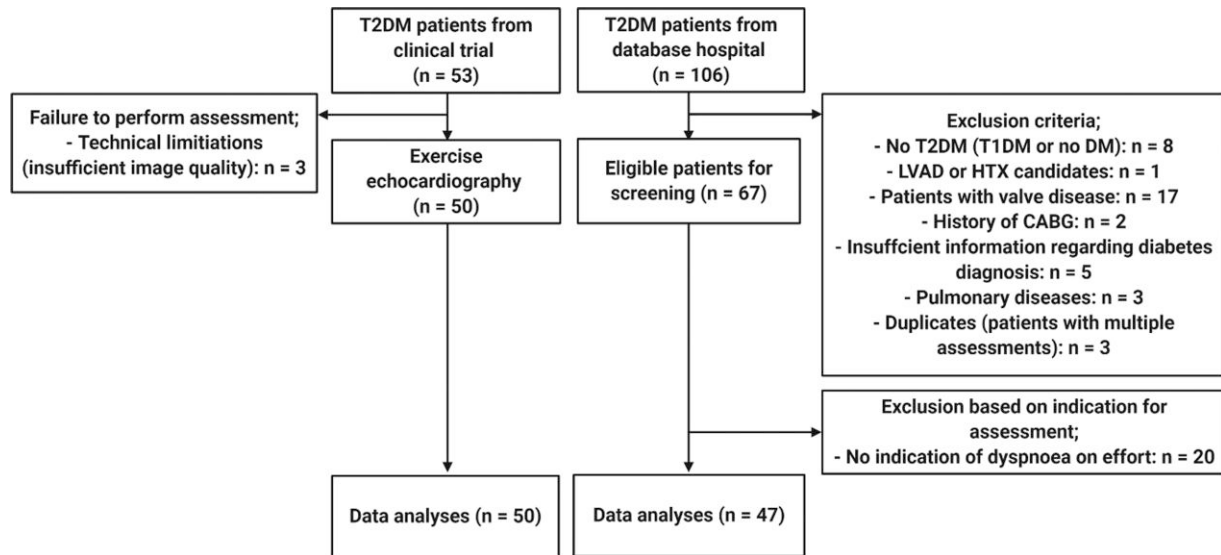 T2DM patients from
clinical trial
(n = 53)
T2DM patients from
database hospital
(n = 106)
Failure to perform assessment;
- Technical limitiations
(insufficient image quality): n = 3
Exercise
echocardiography
(n = 50)
Eligible patients for
screening (n = 67)
Exclusion criteria;
- No T2DM (T1DM or no DM): n = 8
- LVAD or HTX candidates: n = 1
- Patients with valve disease: n = 17
- History of CABG: n = 2
- Insuffcient information regarding diabetes
diagnosis: n = 5
- Pulmonary diseases: n = 3
- Duplicates (patients with multiple
assessments): n = 3
Exclusion based on indication for
assessment;
- No indication of dyspnoea on effort: n = 20
Data analyses (n = 50)
Data analyses (n = 47)